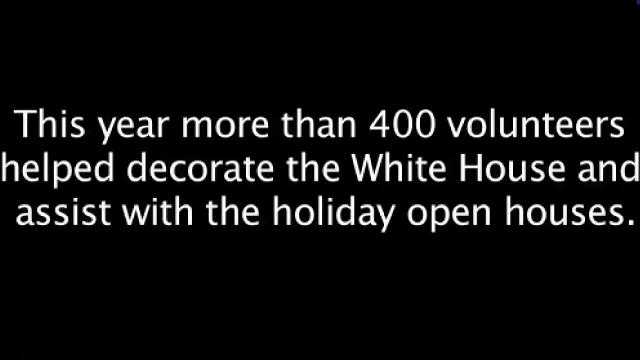 This year more than 400 volunteers
helped decorate the White House and
assist with the holiday open houses.